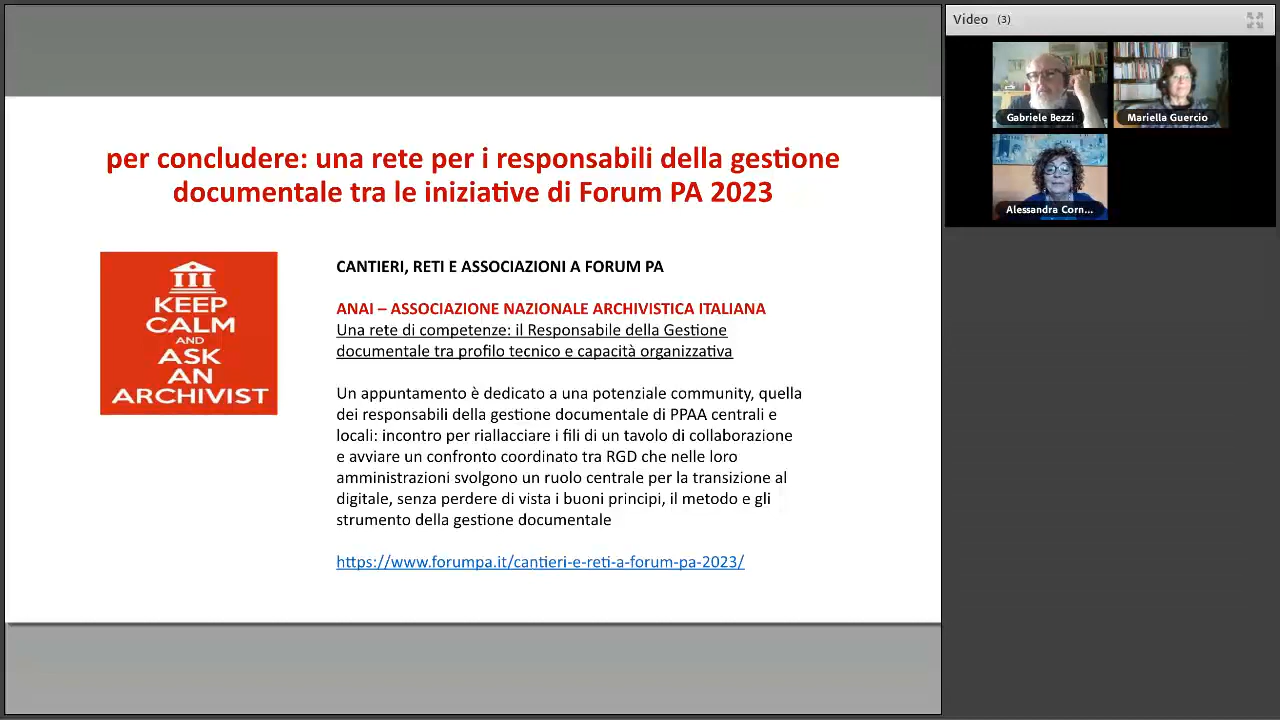 Video (3)
Gabriele Bezzi
Mariella Guercio
Alessandra Corn...
per concludere: una rete per i responsabili della gestione
documentale tra le iniziative di Forum PA 2023
KEEP
CALM
AND
ASK
AN
ARCHIVIST
CANTIERI, RETI E ASSOCIAZIONI A FORUM PA
ANAI – ASSOCIAZIONE NAZIONALE ARCHIVISTICA ITALIANA
Una rete di competenze: il Responsabile della Gestione
documentale tra profilo tecnico e capacità organizzativa
Un appuntamento è dedicato a una potenziale community, quella
dei responsabili della gestione documentale di PPAA centrali e
locali: incontro per riallacciare i fili di un tavolo di collaborazione
e avviare un confronto coordinato tra RGD che nelle loro
amministrazioni svolgono un ruolo centrale per la transizione al
digitale, senza perdere di vista i buoni principi, il metodo e gli
strumento della gestione documentale
https://www.forumpa.it/cantieri-e-reti-a-forum-pa-2023/